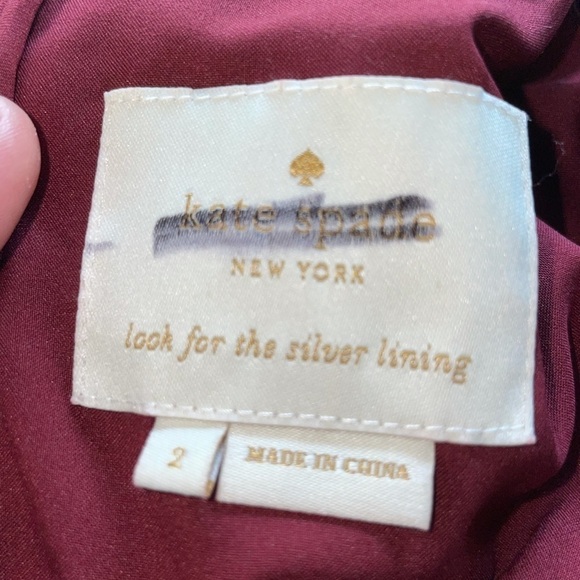 kate spade
NEW YORK
look for the silver lining
2
MADE IN CHINA